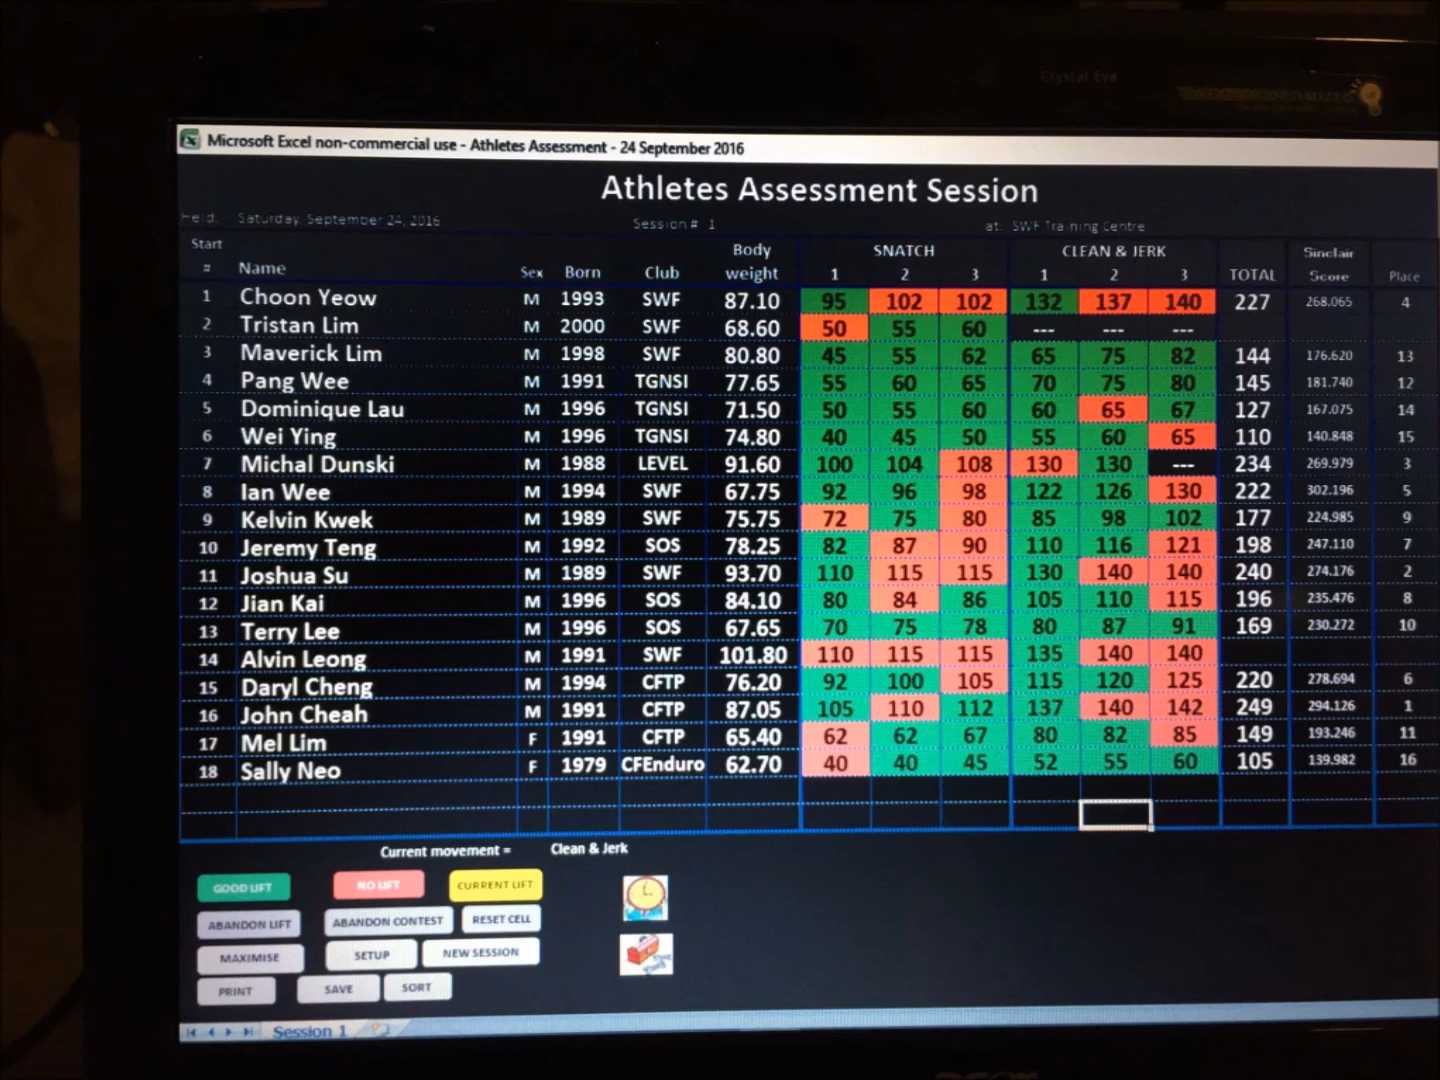 Crystal Eye
Microsoft Excel non-commercial use - Athletes Assessment - 24 September 2016
Athletes Assessment Session
Held: Saturday, September 24, 2016 Session # 1 at: SWF Training Centre
Start # Name Sex Born Club Body weight SNATCH 1 2 3 CLEAN & JERK 1 2 3 TOTAL Sinclair Score Place
1 Choon Yeow M 1993 SWF 87.10 95 102 102 132 137 140 227 268.065 4
2 Tristan Lim M 2000 SWF 68.60 50 55 60 --- --- ---
3 Maverick Lim M 1998 SWF 80.80 45 55 62 65 75 82 144 176.620 13
4 Pang Wee M 1991 TGNSI 77.65 55 60 65 70 75 80 145 181.740 12
5 Dominique Lau M 1996 TGNSI 71.50 50 55 60 60 65 67 127 167.075 14
6 Wei Ying M 1996 TGNSI 74.80 40 45 50 55 60 65 110 140.848 15
7 Michal Dunski M 1988 LEVEL 91.60 100 104 108 130 130 --- 234 269.979 3
8 Ian Wee M 1994 SWF 67.75 92 96 98 122 126 130 222 302.196 5
9 Kelvin Kwek M 1989 SWF 75.75 72 75 80 85 98 102 177 224.985 9
10 Jeremy Teng M 1992 SOS 78.25 82 87 90 110 116 121 198 247.110 7
11 Joshua Su M 1989 SWF 93.70 110 115 115 130 140 140 240 274.176 2
12 Jian Kai M 1996 SOS 84.10 80 84 86 105 110 115 196 235.476 8
13 Terry Lee M 1996 SOS 67.65 70 75 78 80 87 91 169 230.272 10
14 Alvin Leong M 1991 SWF 101.80 110 115 115 135 140 140
15 Daryl Cheng M 1994 CFTP 76.20 92 100 105 115 120 125 220 278.694 6
16 John Cheah M 1991 CFTP 87.05 105 110 112 137 140 142 249 294.126 1
17 Mel Lim F 1991 CFTP 65.40 62 62 67 80 82 85 149 193.246 11
18 Sally Neo F 1979 CFEnduro 62.70 40 40 45 52 55 60 105 139.982 16
Current movement = Clean & Jerk
GOOD LIFT NO LIFT CURRENT LIFT
ABANDON LIFT ABANDON CONTEST RESET CELL
MAXIMISE SETUP NEW SESSION
PRINT SAVE SORT
Session 1